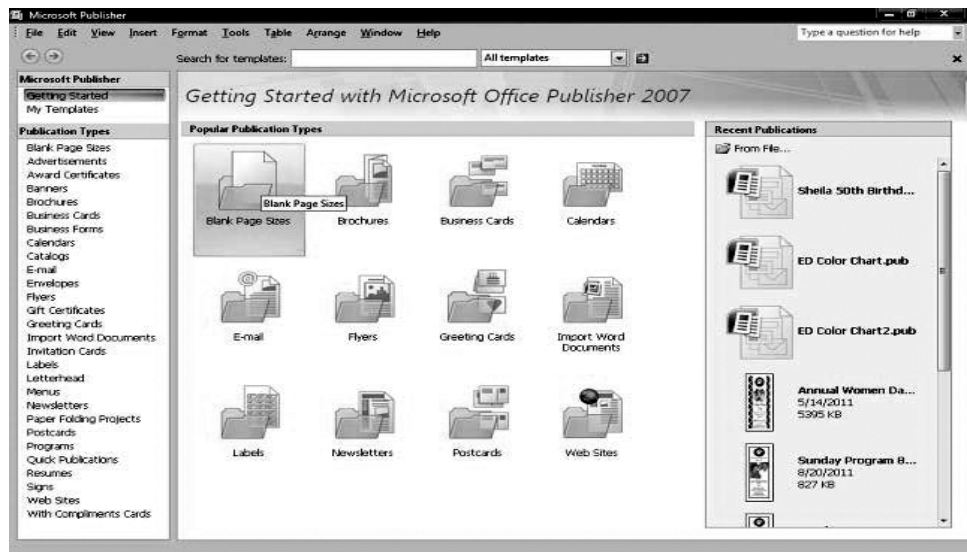 Microsoft Publisher
File Edit View Insert Format Tools Table Arrange Window Help
Type a question for help
Search for templates:
All templates
Microsoft Publisher
Getting Started
My Templates
Publication Types
Blank Page Sizes
Advertisements
Award Certificates
Banners
Brochures
Business Cards
Business Forms
Calendars
Catalogs
E-mail
Envelopes
Flyers
Gift Certificates
Greeting Cards
Import Word Documents
Invitation Cards
Labels
Letterhead
Menus
Newsletters
Paper Folding Projects
Postcards
Programs
Quick Publications
Resumes
Signs
Web Sites
With Compliments Cards
Getting Started with Microsoft Office Publisher 2007
Popular Publication Types
Blank Page Sizes
Blank Page Sizes
Brochures
Business Cards
Calendars
E-mail
Flyers
Greeting Cards
Import Word
Documents
Labels
Newsletters
Postcards
Web Sites
Recent Publications
From File...
Sheila 50th Birthd...
ED Color Chart.pub
ED Color Chart2.pub
Annual Women Da...
5/14/2011
5395 KB
Sunday Program B...
8/20/2011
827 KB